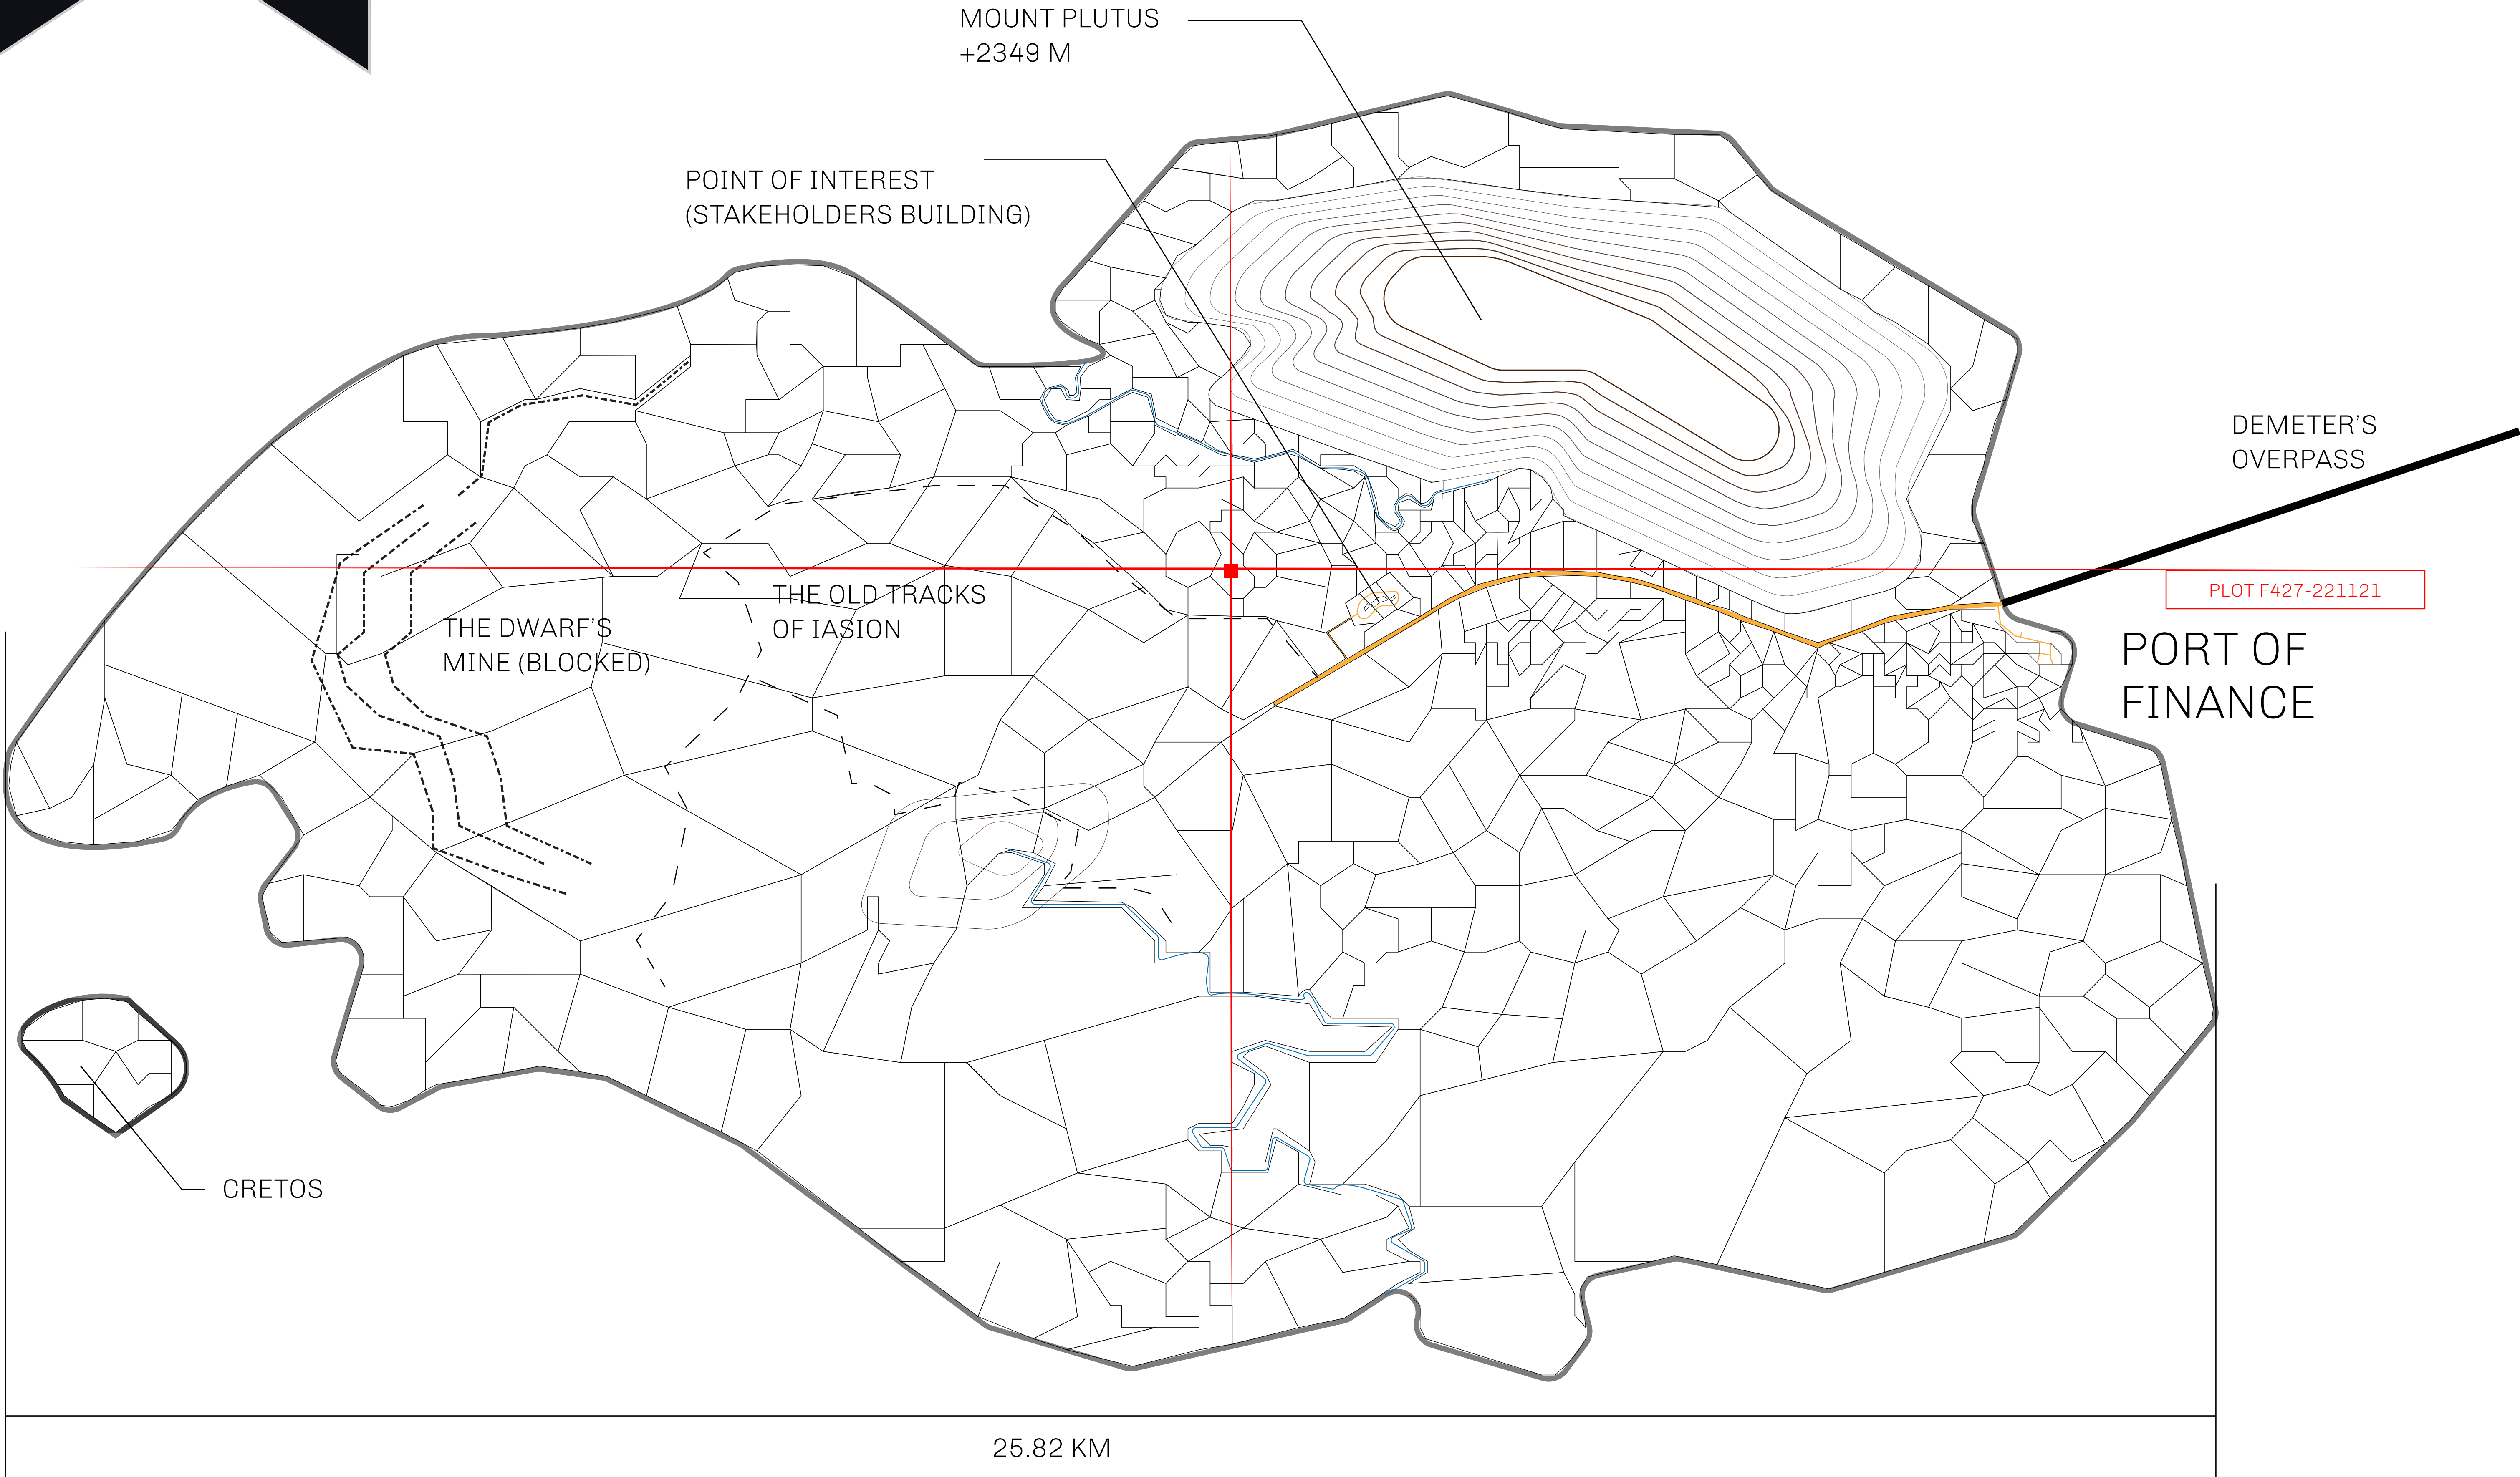 MOUNT PLUTUS
+2349 M
POINT OF INTEREST
(STAKEHOLDERS BUILDING)
DEMETER'S
OVERPASS
PLOT F427-221121
THE OLD TRACKS
OF IASION
THE DWARF'S
MINE (BLOCKED)
PORT OF
FINANCE
CRETOS
25.82 KM